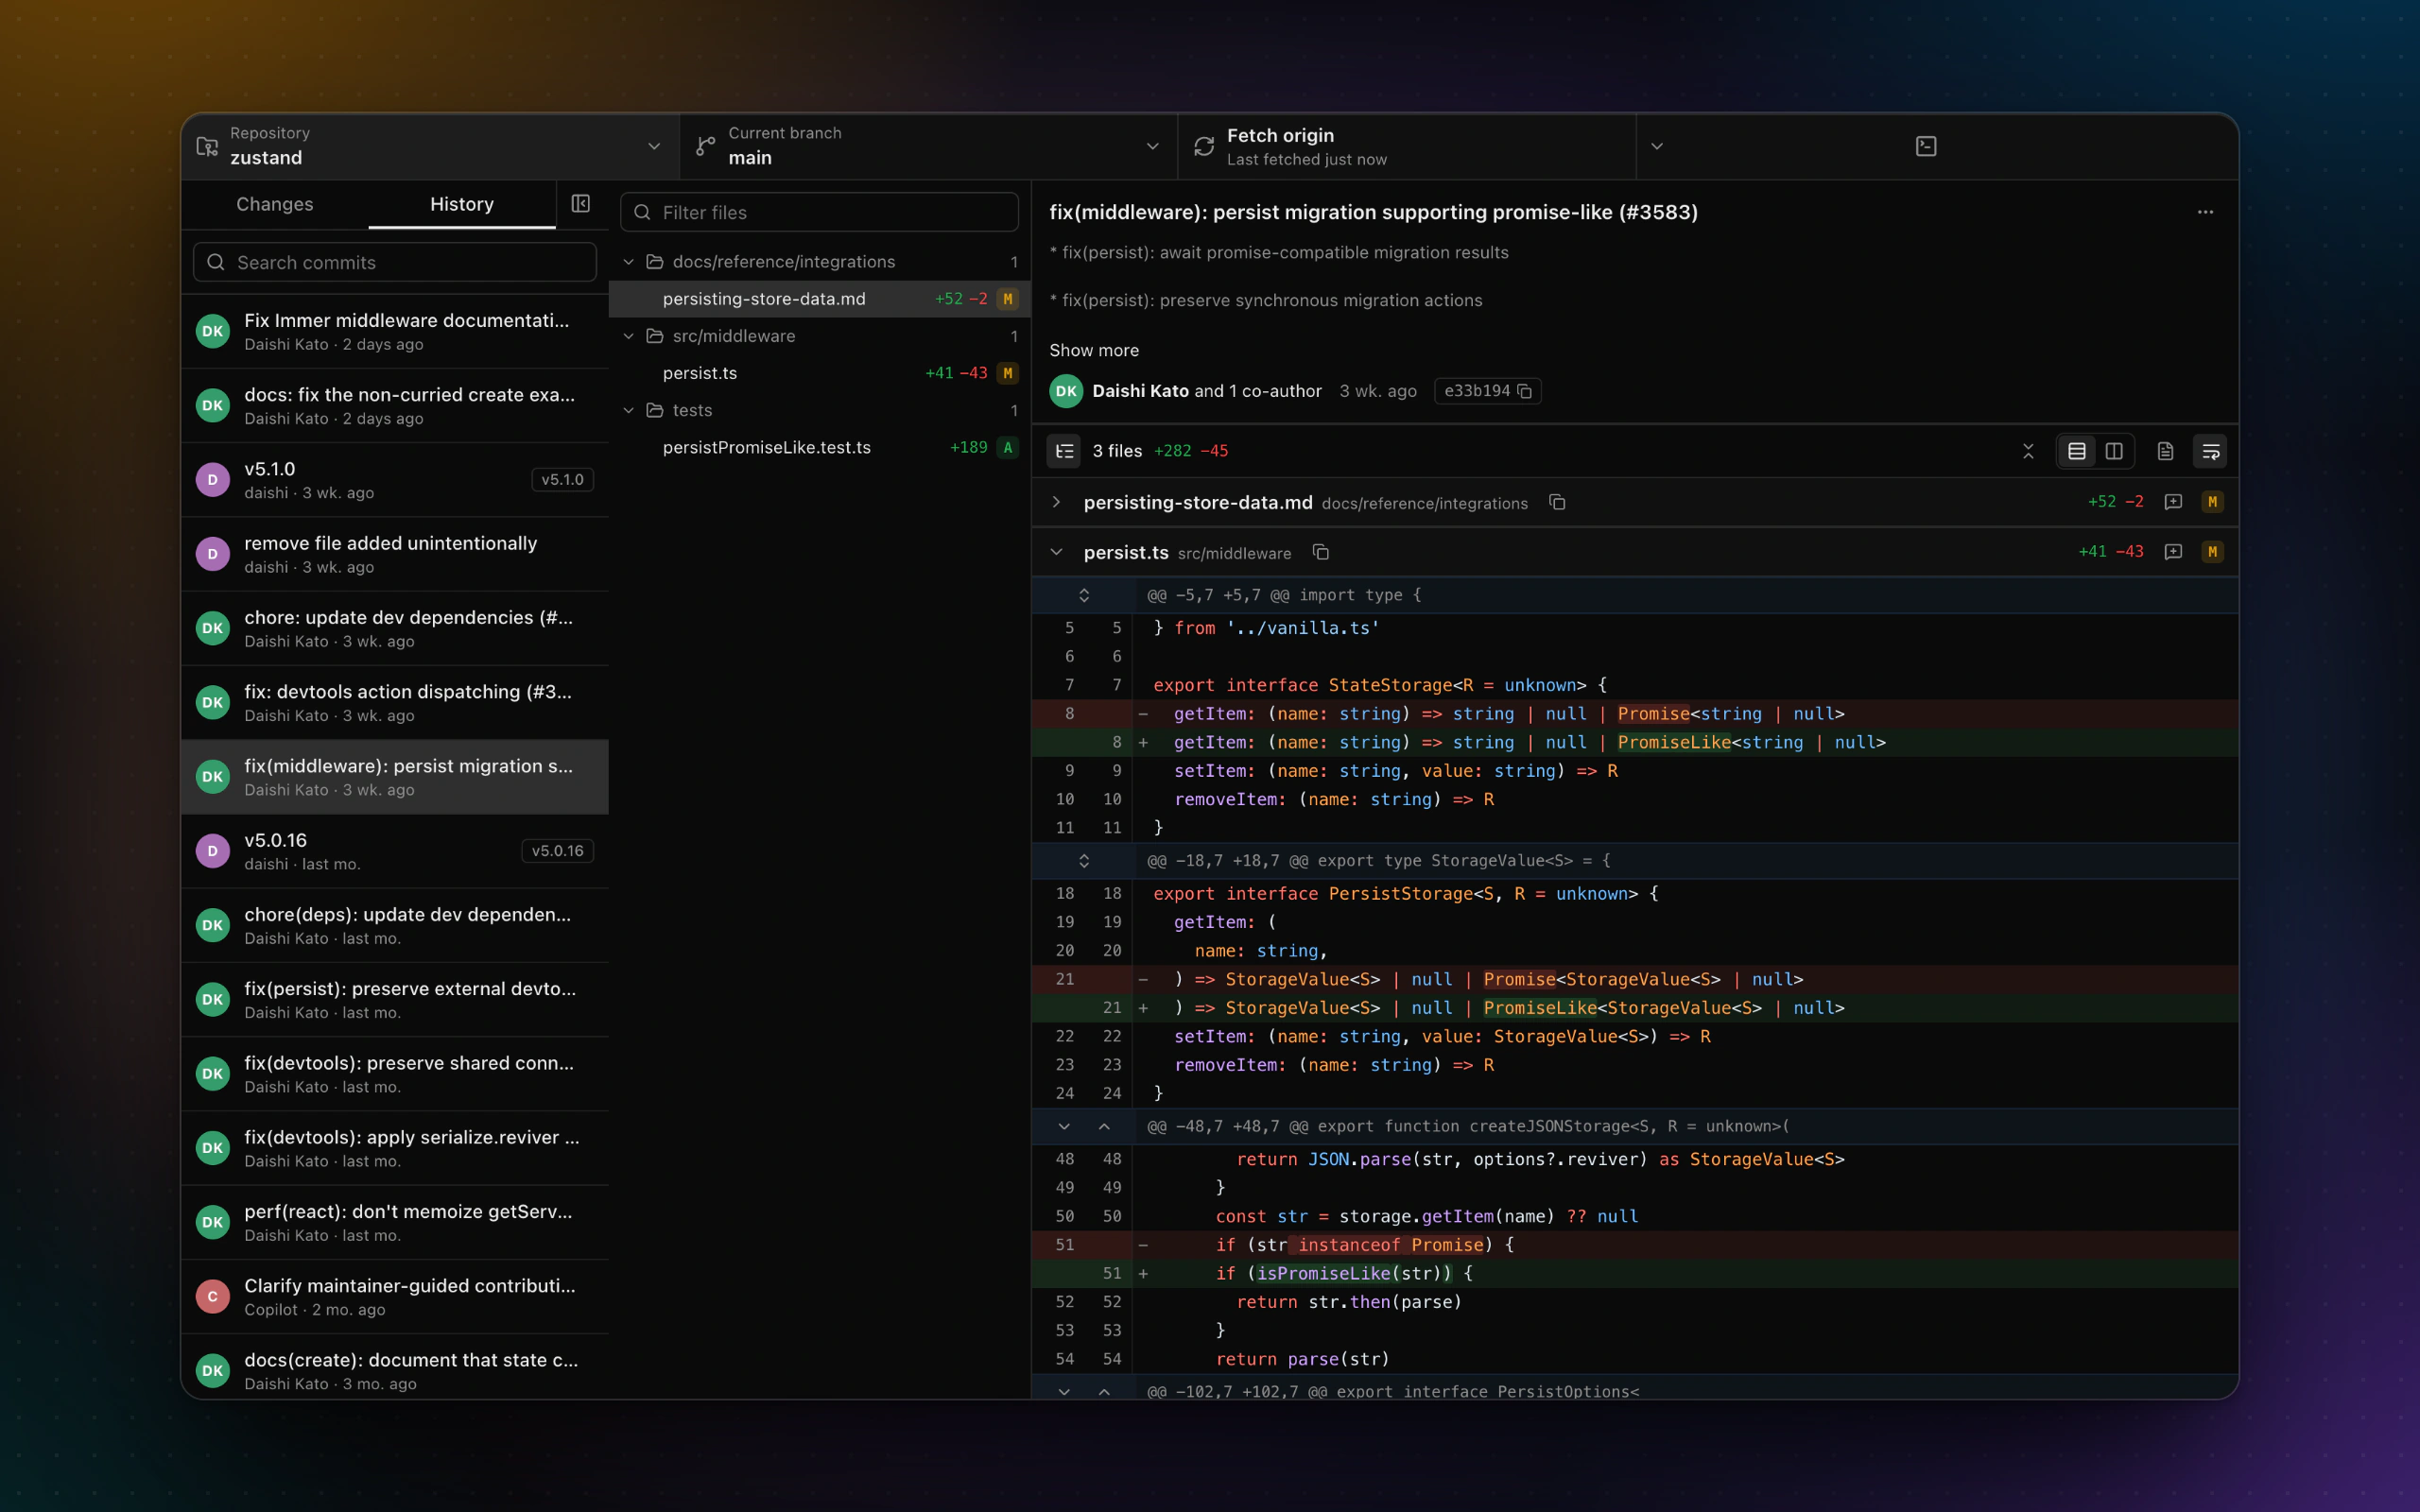 Repository
zustand
Current branch
main
Fetch origin
Last fetched just now
Changes
History
Search commits
Fix Immer middleware documentati...
Daishi Kato · 2 days ago
docs: fix the non-curried create exa...
Daishi Kato · 2 days ago
v5.1.0
daishi · 3 wk. ago
v5.1.0
remove file added unintentionally
daishi · 3 wk. ago
chore: update dev dependencies (#...
Daishi Kato · 3 wk. ago
fix: devtools action dispatching (#3...
Daishi Kato · 3 wk. ago
fix(middleware): persist migration s...
Daishi Kato · 3 wk. ago
v5.0.16
daishi · last mo.
v5.0.16
chore(deps): update dev dependen...
Daishi Kato · last mo.
fix(persist): preserve external devto...
Daishi Kato · last mo.
fix(devtools): preserve shared conn...
Daishi Kato · last mo.
fix(devtools): apply serialize.reviver ...
Daishi Kato · last mo.
perf(react): don't memoize getServ...
Daishi Kato · last mo.
Clarify maintainer-guided contributi...
Copilot · 2 mo. ago
docs(create): document that state c...
Daishi Kato · 3 mo. ago
DK
DK
D
D
DK
DK
DK
D
DK
DK
DK
DK
DK
C
DK
Filter files
docs/reference/integrations 1
persisting-store-data.md +52 −2 M
src/middleware 1
persist.ts +41 −43 M
tests 1
persistPromiseLike.test.ts +189 A
fix(middleware): persist migration supporting promise-like (#3583)
* fix(persist): await promise-compatible migration results
* fix(persist): preserve synchronous migration actions
Show more
DK Daishi Kato and 1 co-author 3 wk. ago e33b194
3 files +282 −45
persisting-store-data.md docs/reference/integrations +52 −2 M
persist.ts src/middleware +41 −43 M
@@ −5,7 +5,7 @@ import type {
5 5 } from '../vanilla.ts'
6 6
7 7 export interface StateStorage<R = unknown> {
8 − getItem: (name: string) => string | null | Promise<string | null>
8 + getItem: (name: string) => string | null | PromiseLike<string | null>
9 9 setItem: (name: string, value: string) => R
10 10 removeItem: (name: string) => R
11 11 }
@@ −18,7 +18,7 @@ export type StorageValue<S> = {
18 18 export interface PersistStorage<S, R = unknown> {
19 19 getItem: (
20 20 name: string,
21 − ) => StorageValue<S> | null | Promise<StorageValue<S> | null>
21 + ) => StorageValue<S> | null | PromiseLike<StorageValue<S> | null>
22 22 setItem: (name: string, value: StorageValue<S>) => R
23 23 removeItem: (name: string) => R
24 24 }
@@ −48,7 +48,7 @@ export function createJSONStorage<S, R = unknown>(
48 48 return JSON.parse(str, options?.reviver) as StorageValue<S>
49 49 }
50 50 const str = storage.getItem(name) ?? null
51 − if (str instanceof Promise) {
51 + if (isPromiseLike(str)) {
52 52 return str.then(parse)
53 53 }
54 54 return parse(str)
@@ −102,7 +102,7 @@ export interface PersistOptions<